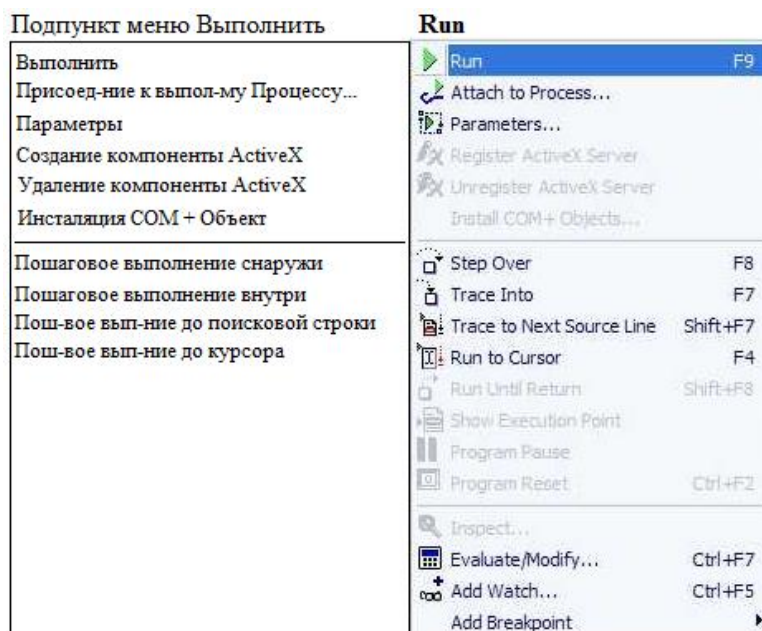 Подпункт меню Выполнить
Run
Выполнить
Run F9
Присоед-ние к выпол-му Процессу...
Attach to Process...
Параметры
Parameters...
Создание компоненты ActiveX
Register ActiveX Server
Удаление компоненты ActiveX
Unregister ActiveX Server
Инсталяция COM + Объект
Install COM+ Objects...
Пошаговое выполнение снаружи
Step Over F8
Пошаговое выполнение внутри
Trace Into F7
Пош-вое вып-ние до поисковой строки
Trace to Next Source Line Shift+F7
Пош-вое вып-ние до курсора
Run to Cursor F4
Run Until Return Shift+F8
Show Execution Point
Program Pause
Program Reset Ctrl+F2
Inspect...
Evaluate/Modify... Ctrl+F7
Add Watch... Ctrl+F5
Add Breakpoint